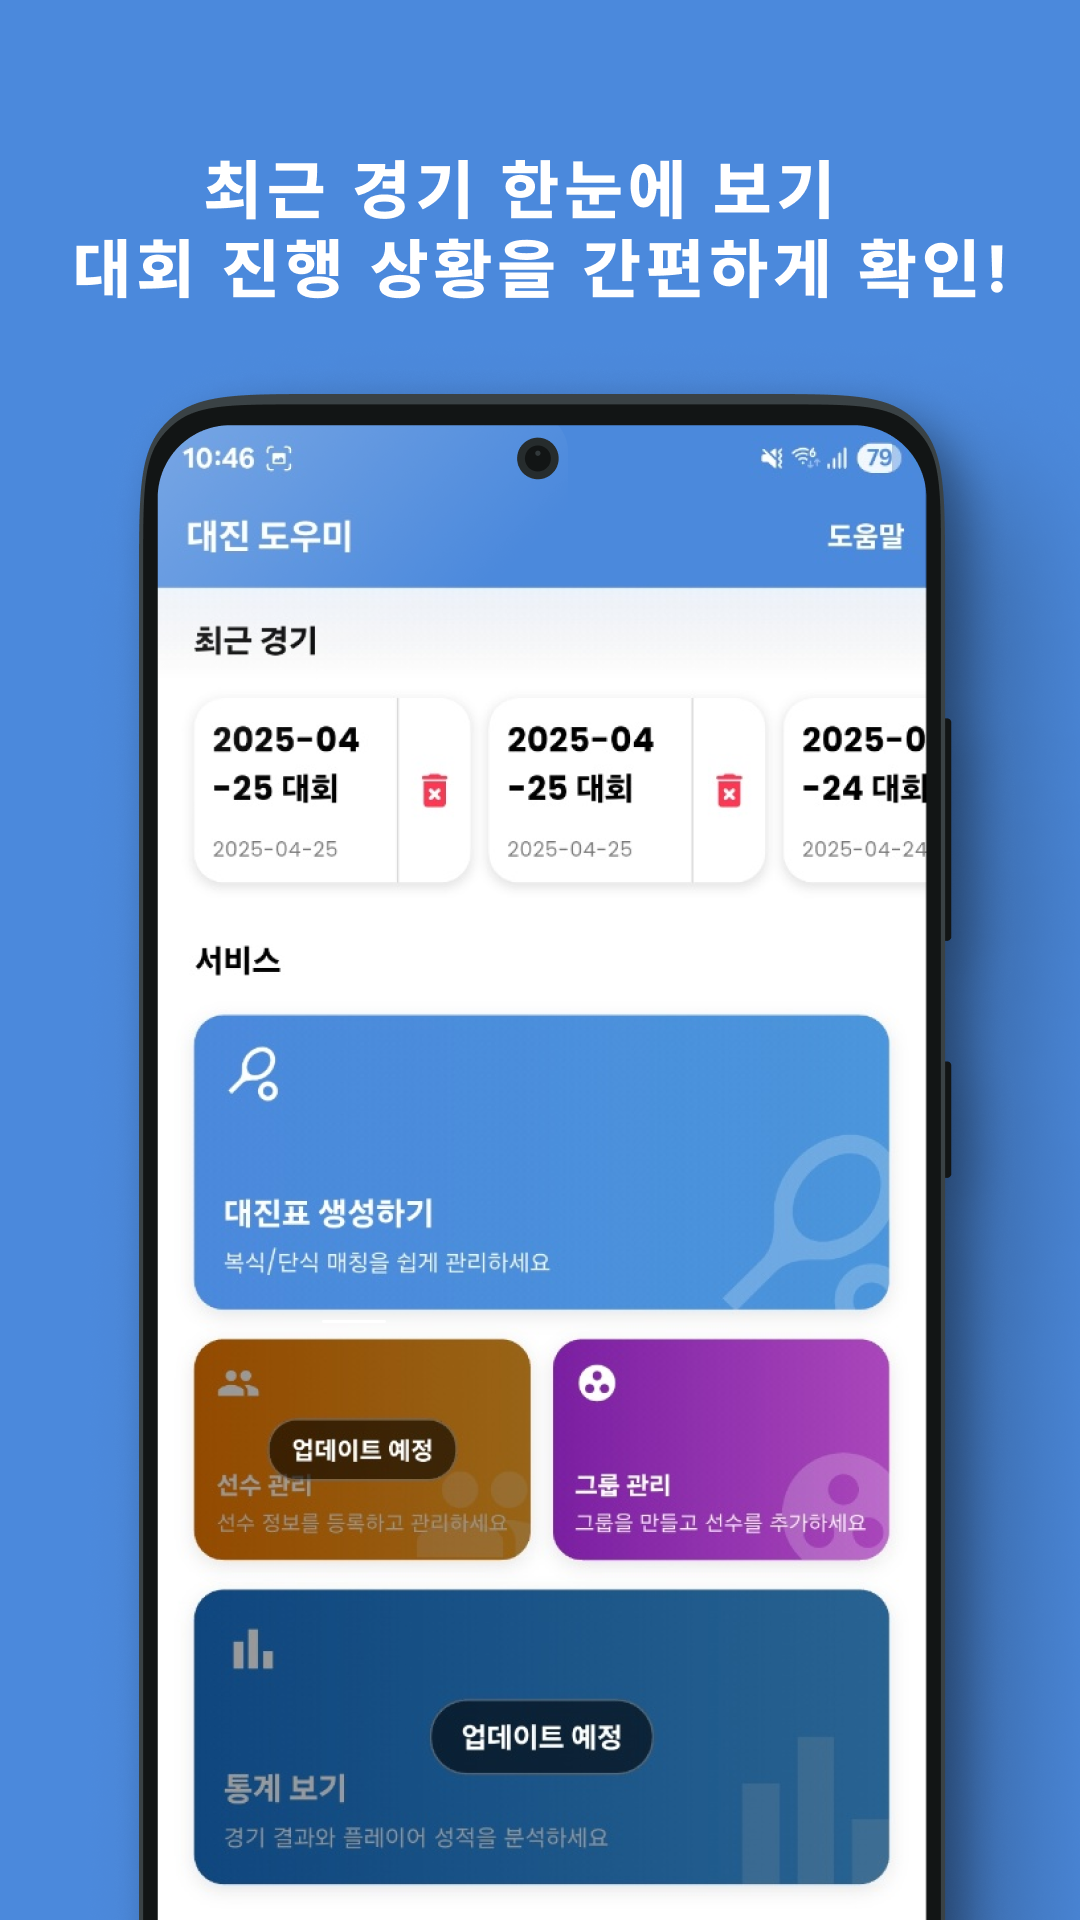 최근 경기 한눈에 보기
대회 진행 상황을 간편하게 확인!
10:46
6
79
대진 도우미
도움말
최근 경기
2025-04
-25 대회
2025-04-25
2025-04
-25 대회
2025-04-25
2025-0
-24 대회
2025-04-24
서비스
대진표 생성하기
복식/단식 매칭을 쉽게 관리하세요
업데이트 예정
선수 관리
선수 정보를 등록하고 관리하세요
그룹 관리
그룹을 만들고 선수를 추가하세요
업데이트 예정
통계 보기
경기 결과와 플레이어 성적을 분석하세요